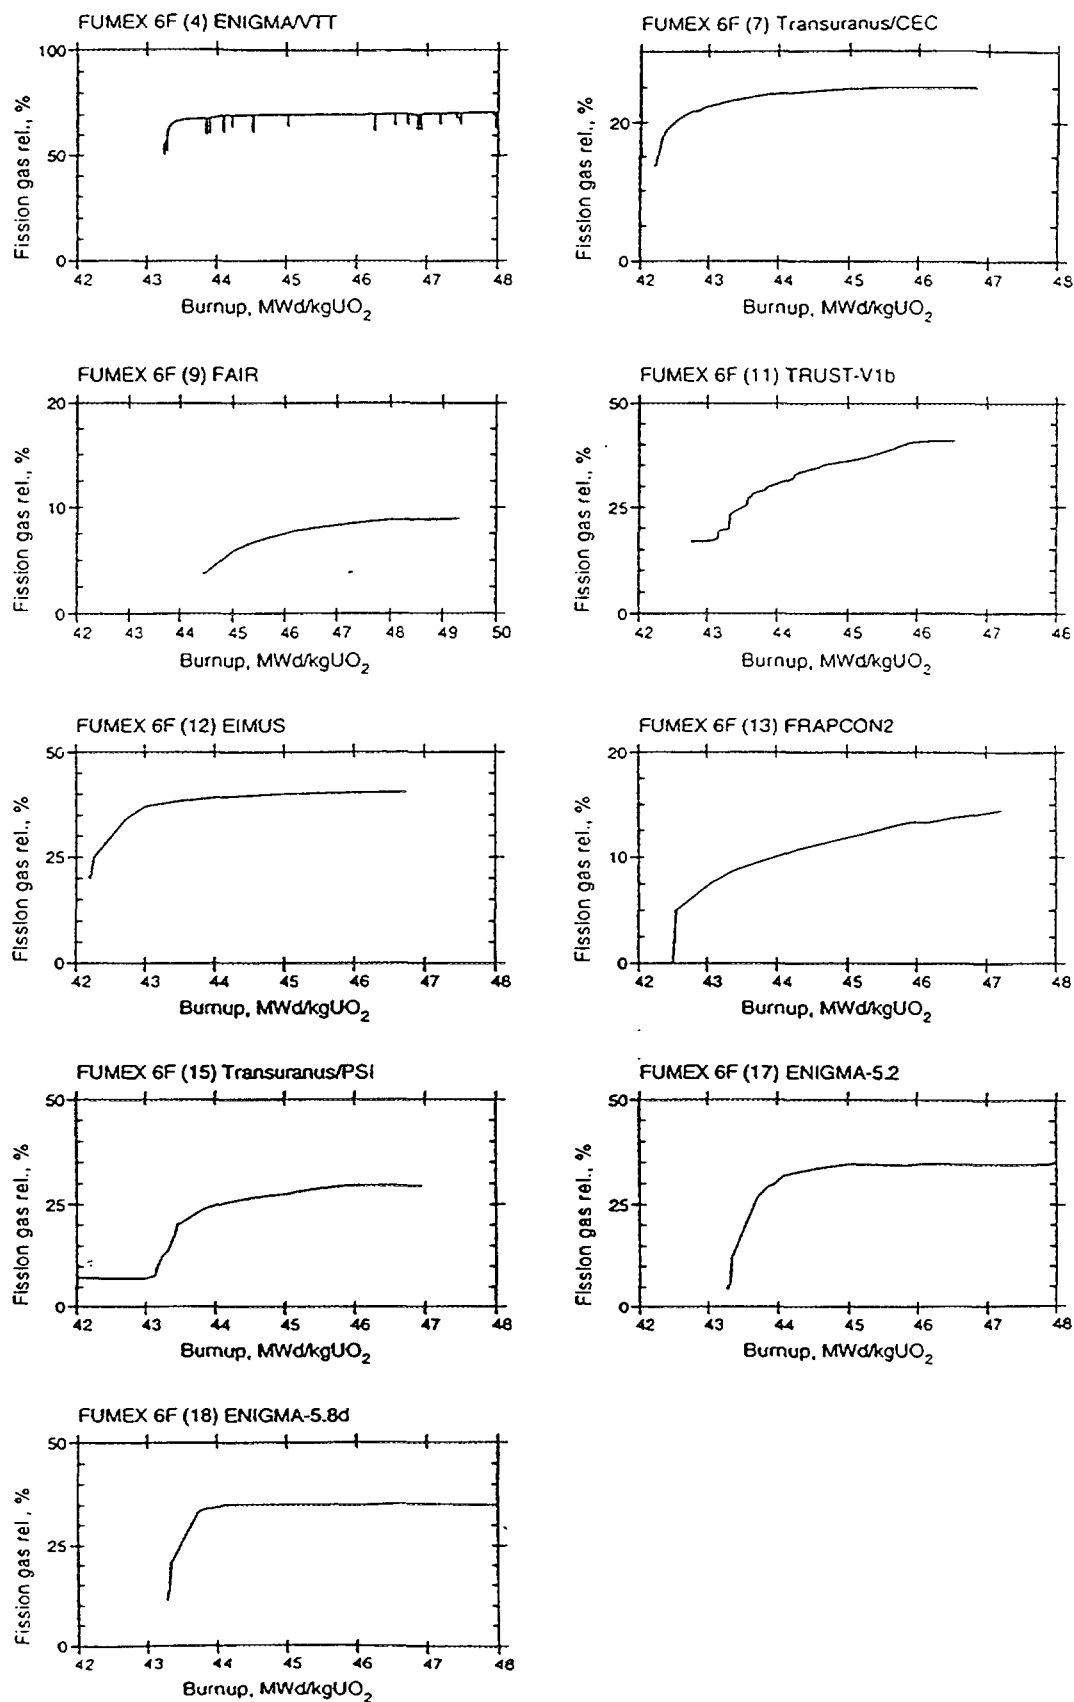 FUMEX 6F (4) ENIGMA/VTT
100
50
0
Fission gas rel., %
42 43 44 45 46 47 48
Burnup, MWd/kgUO2
FUMEX 6F (7) Transuranus/CEC
20
0
Fission gas rel., %
42 43 44 45 46 47 48
Burnup, MWd/kgUO2
FUMEX 6F (9) FAIR
20
10
0
Fission gas rel., %
42 43 44 45 46 47 48 49 50
Burnup, MWd/kgUO2
FUMEX 6F (11) TRUST-V1b
50
25
0
Fission gas rel., %
42 43 44 45 46 47 48
Burnup, MWd/kgUO2
FUMEX 6F (12) EIMUS
50
25
0
Fission gas rel., %
42 43 44 45 46 47 48
Burnup, MWd/kgUO2
FUMEX 6F (13) FRAPCON2
20
10
0
Fission gas rel., %
42 43 44 45 46 47 48
Burnup, MWd/kgUO2
FUMEX 6F (15) Transuranus/PSI
50
25
0
Fission gas rel., %
42 43 44 45 46 47 48
Burnup, MWd/kgUO2
FUMEX 6F (17) ENIGMA-5.2
50
25
0
Fission gas rel., %
42 43 44 45 46 47 48
Burnup, MWd/kgUO2
FUMEX 6F (18) ENIGMA-5.8d
50
25
0
Fission gas rel., %
42 43 44 45 46 47 48
Burnup, MWd/kgUO2